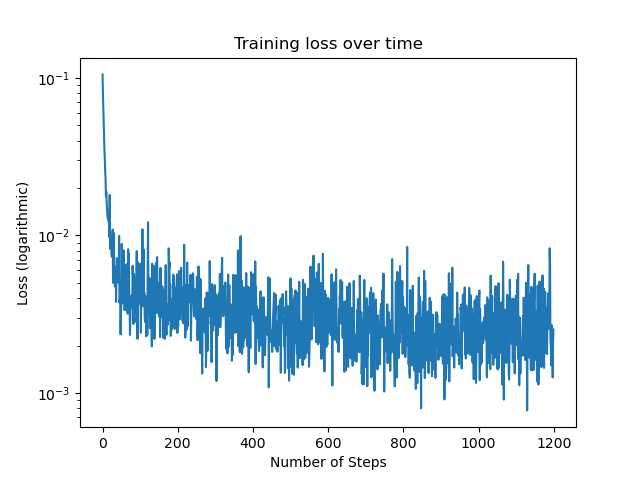 Training loss over time
10⁻¹
10⁻²
10⁻³
Loss (logarithmic)
0 200 400 600 800 1000 1200
Number of Steps